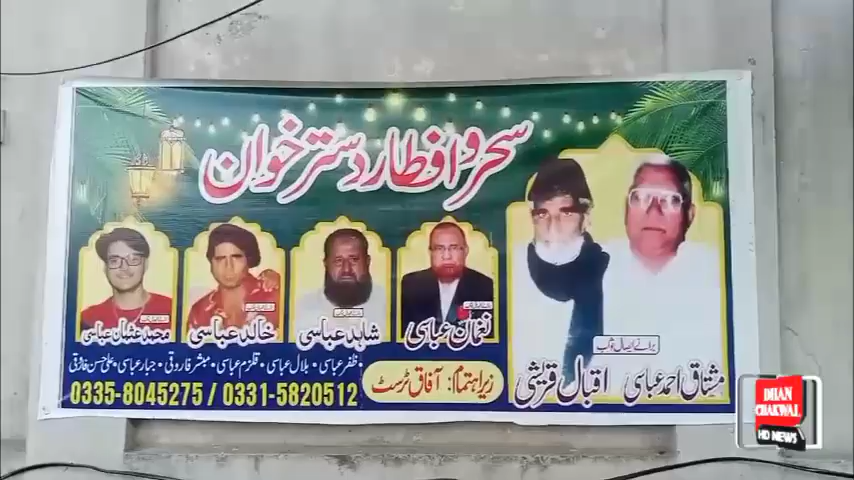 سحر و افطار دستر خوان
برائے ایصال ثواب
مشتاق احمد عباسی
اقبال قریشی
نعمان عباسی
شاہد عباسی
خالد عباسی
محمد عثمان عباسی
زیر اہتمام: آفاق ٹرسٹ
ظفر عباسی • بلال عباسی • قلزم عباسی • مبشر فاروقی • جبار عباسی • علی حسن فاروقی
0335-8045275 / 0331-5820512
DHAN
CHAKWAL
HD NEWS